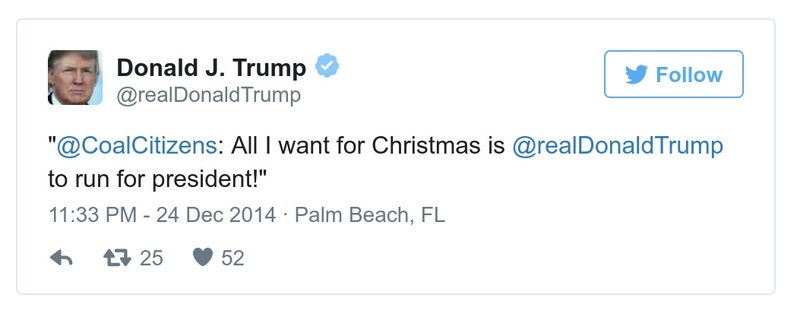 Donald J. Trump
@realDonaldTrump
Follow
"@CoalCitizens: All I want for Christmas is @realDonaldTrump
to run for president!"
11:33 PM - 24 Dec 2014 · Palm Beach, FL
25 52